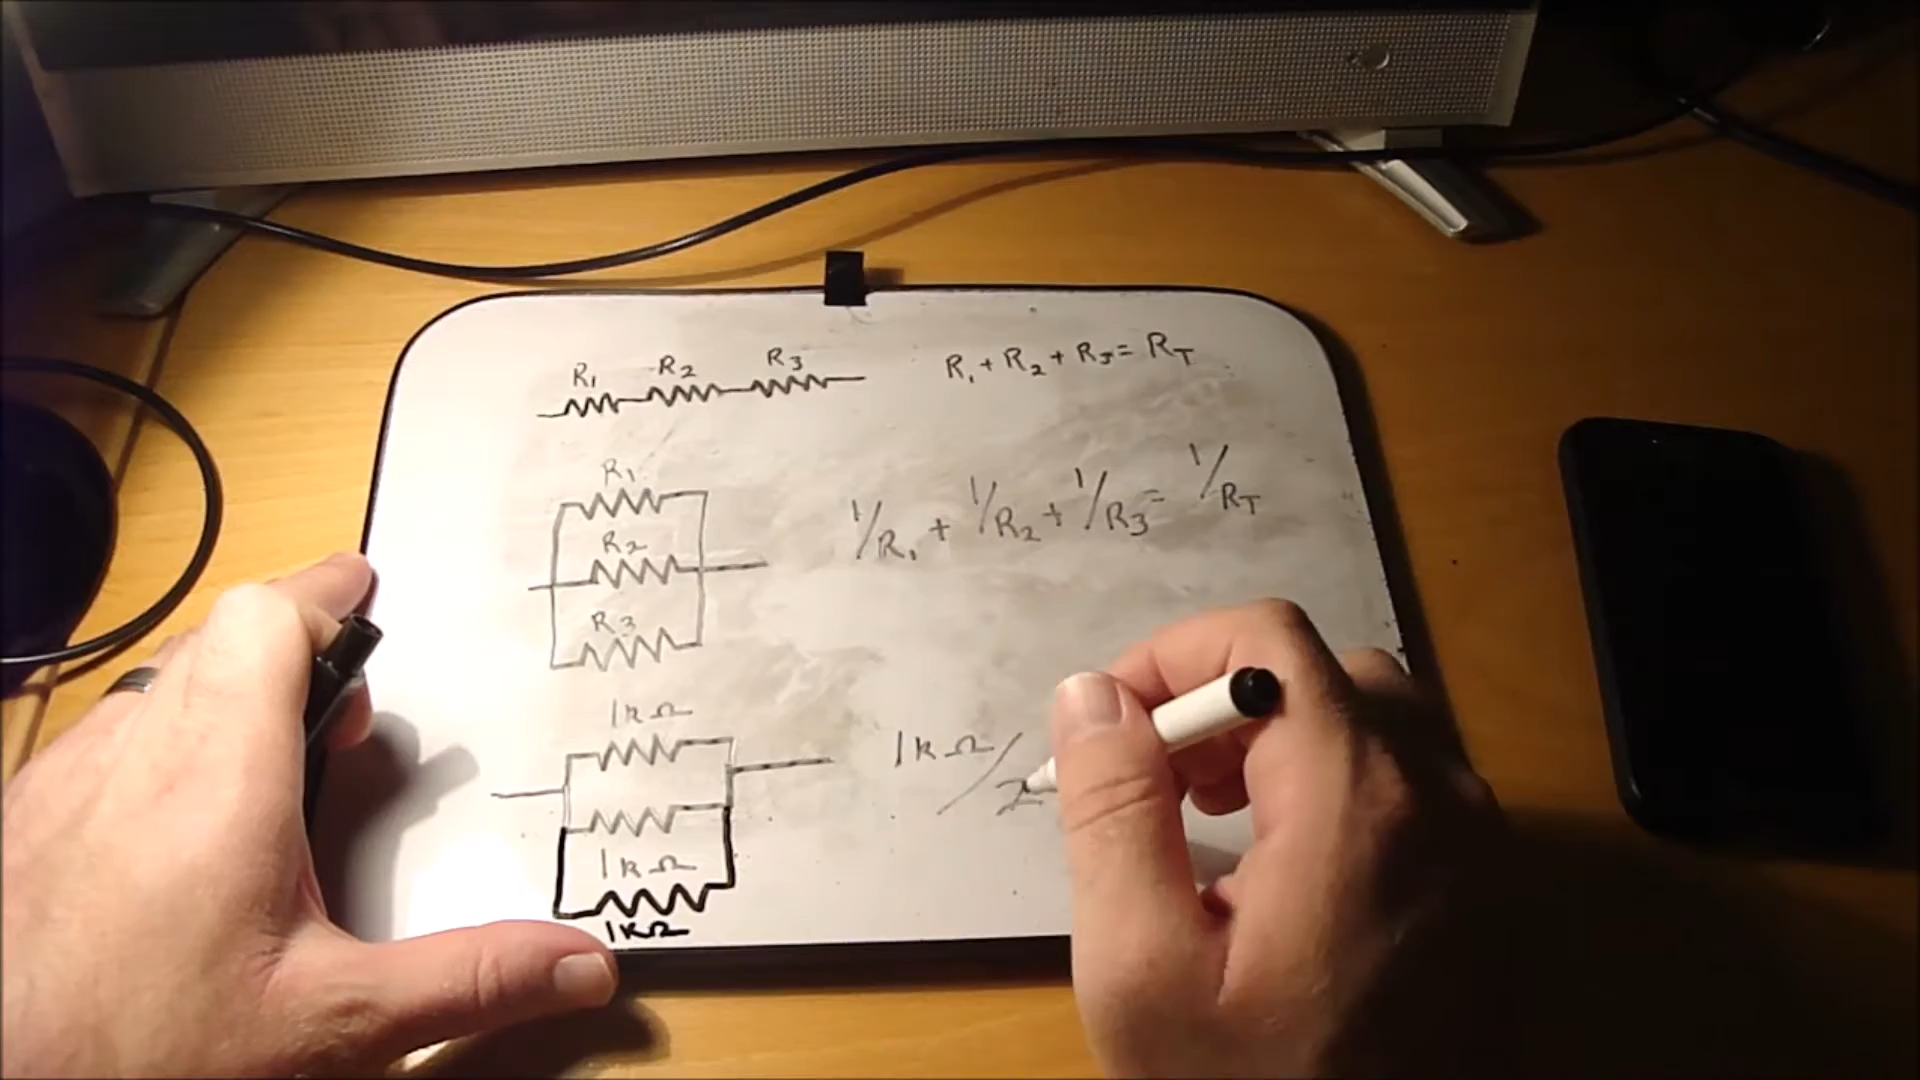 R1 R2 R3
R1 + R2 + R3 = RT
R1
R2
R3
1/R1 + 1/R2 + 1/R3 = 1/RT
1kΩ
1kΩ
1kΩ
1kΩ/2